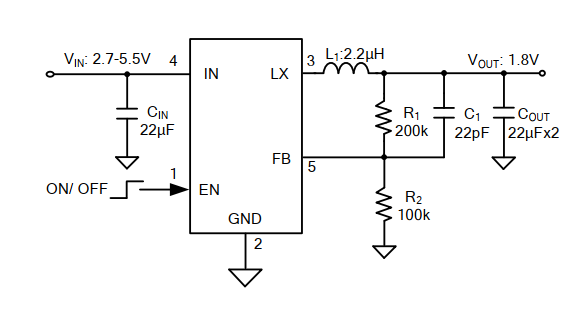 VIN: 2.7-5.5V
4
IN
LX
3
L1:2.2μH
VOUT: 1.8V
CIN
22μF
R1
200k
C1
22pF
COUT
22μFx2
FB
5
1
ON/ OFF
EN
R2
100k
GND
2